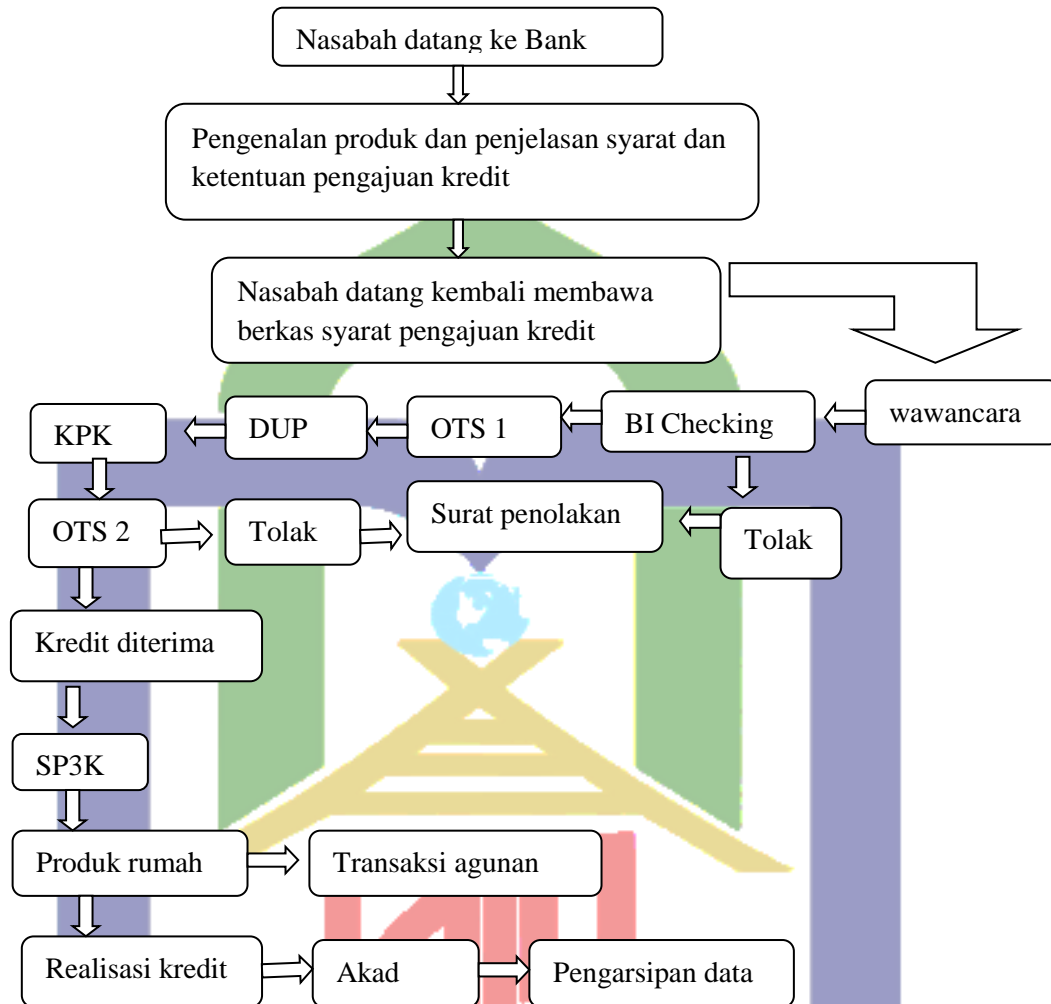 Nasabah datang ke Bank
Pengenalan produk dan penjelasan syarat dan
ketentuan pengajuan kredit
Nasabah datang kembali membawa
berkas syarat pengajuan kredit
wawancara
BI Checking
OTS 1
DUP
KPK
OTS 2
Tolak
Surat penolakan
Tolak
Kredit diterima
SP3K
Produk rumah
Transaksi agunan
Realisasi kredit
Akad
Pengarsipan data